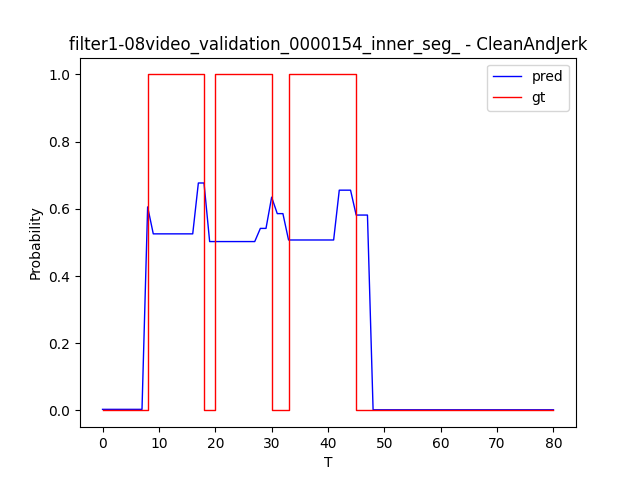 filter1-08video_validation_0000154_inner_seg_ - CleanAndJerk
pred
gt
1.0
0.8
0.6
0.4
0.2
0.0
Probability
0 10 20 30 40 50 60 70 80
T